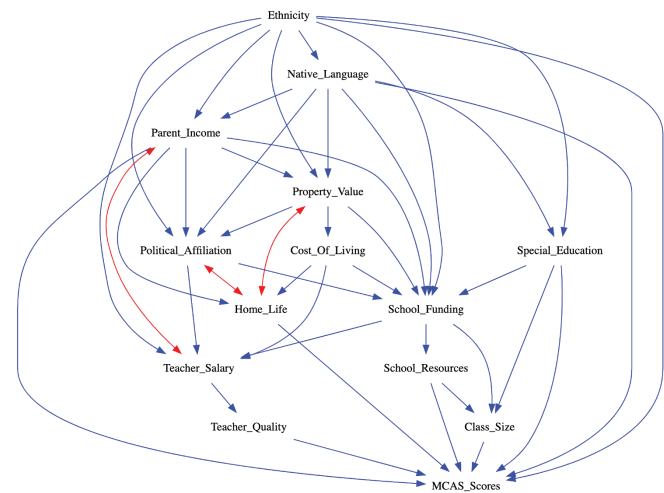 Ethnicity
Native_Language
Parent_Income
Property_Value
Political_Affiliation
Cost_Of_Living
Special_Education
Home_Life
School_Funding
Teacher_Salary
School_Resources
Teacher_Quality
Class_Size
MCAS_Scores